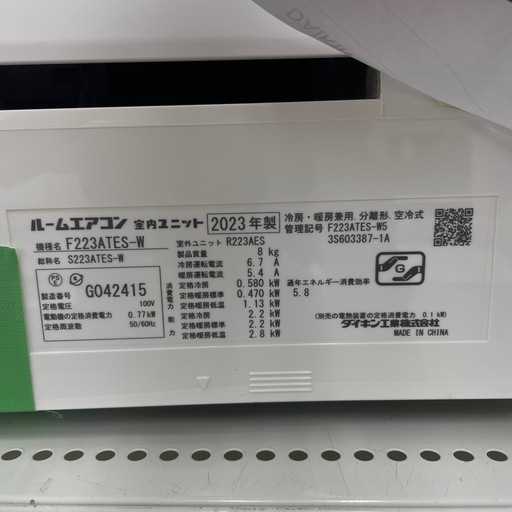 DAIKIN
ルームエアコン 室内ユニット 2023年製
冷房・暖房兼用.分離形.空冷式
機種名 F223ATES-W
室外ユニット R223AES
管理記号 F223ATES-W5
総称名 S223ATES-W
製品質量 8 kg
3S603387-1A
冷房運転電流 6.7 A
暖房運転電流 5.4 A
定格冷房 0.580 kW
定格暖房標準 0.470 kW
定格暖房低温 1.13 kW
定格冷房 2.2 kW
定格暖房標準 2.2 kW
定格暖房低温 2.8 kW
PS
E
製造番号 G042415
定格電圧 100V
電動機の定格消費電力 0.77kW
定格周波数 50/60Hz
通年エネルギー消費効率
5.8
G
(別売の電熱装置の定格消費電力 0.1kW)
ダイキン工業株式会社
MADE IN CHINA